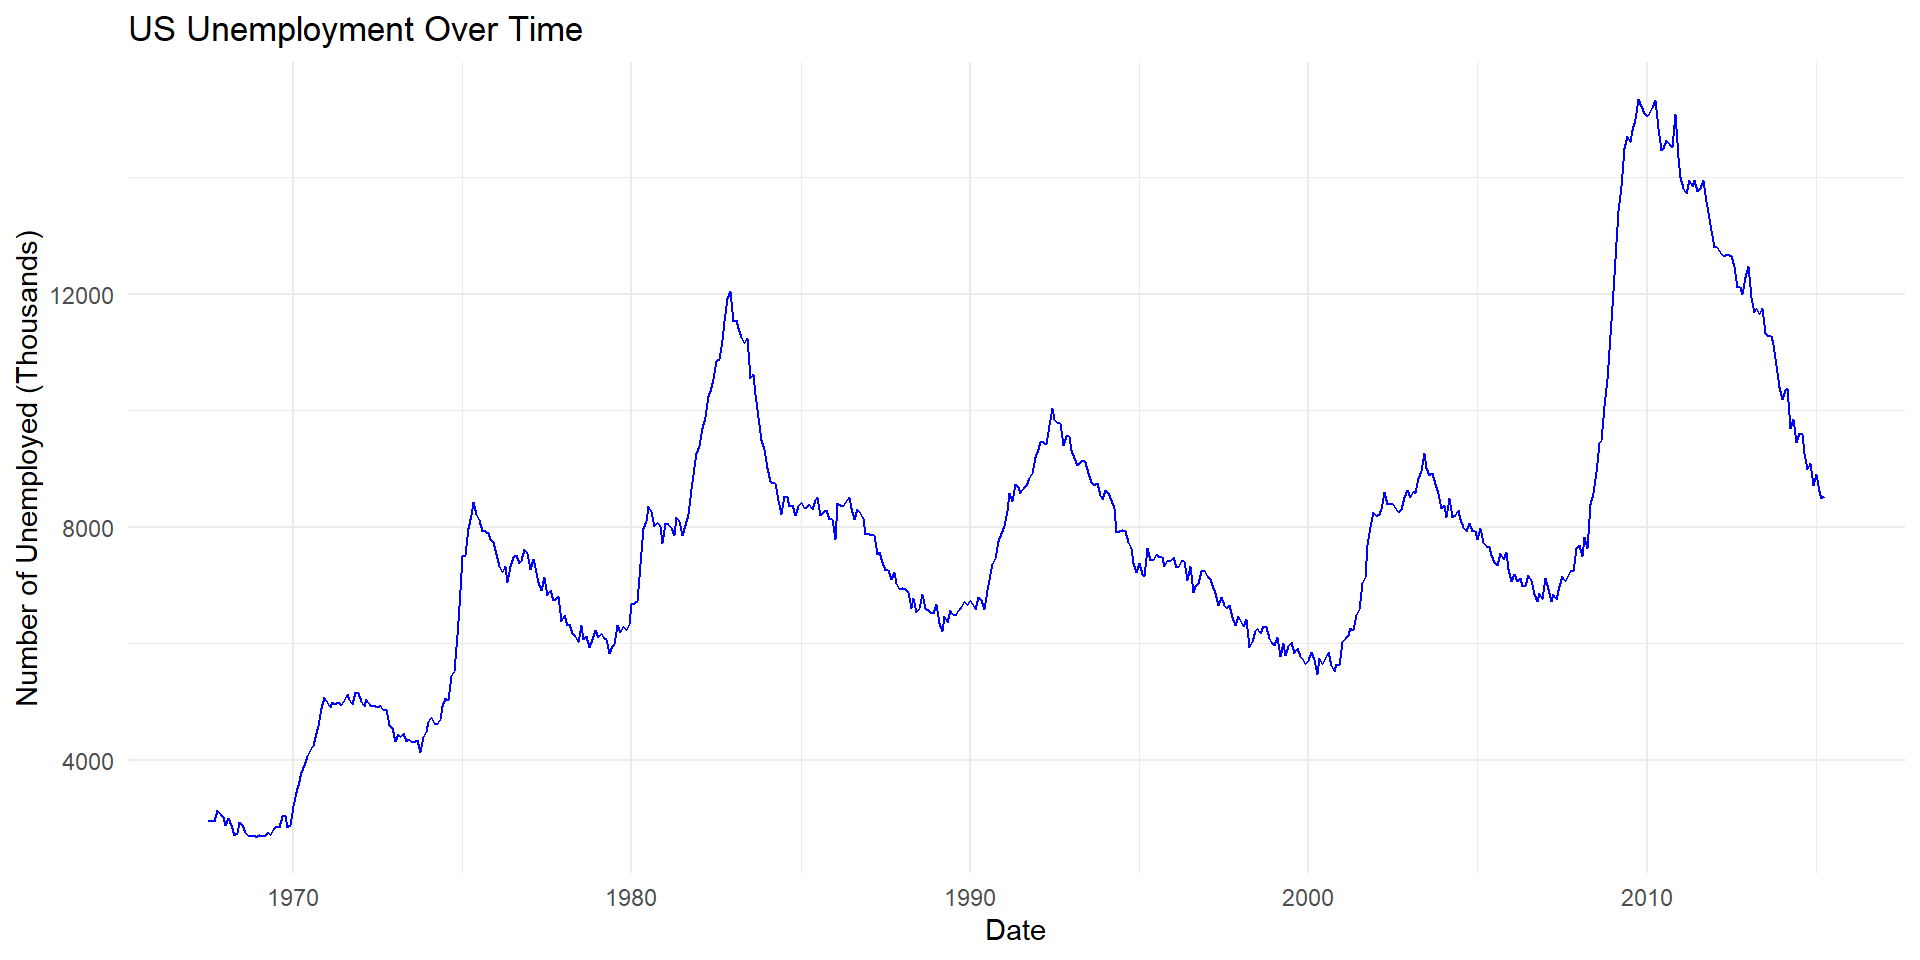 US Unemployment Over Time
Number of Unemployed (Thousands)
12000
8000
4000
1970 1980 1990 2000 2010
Date